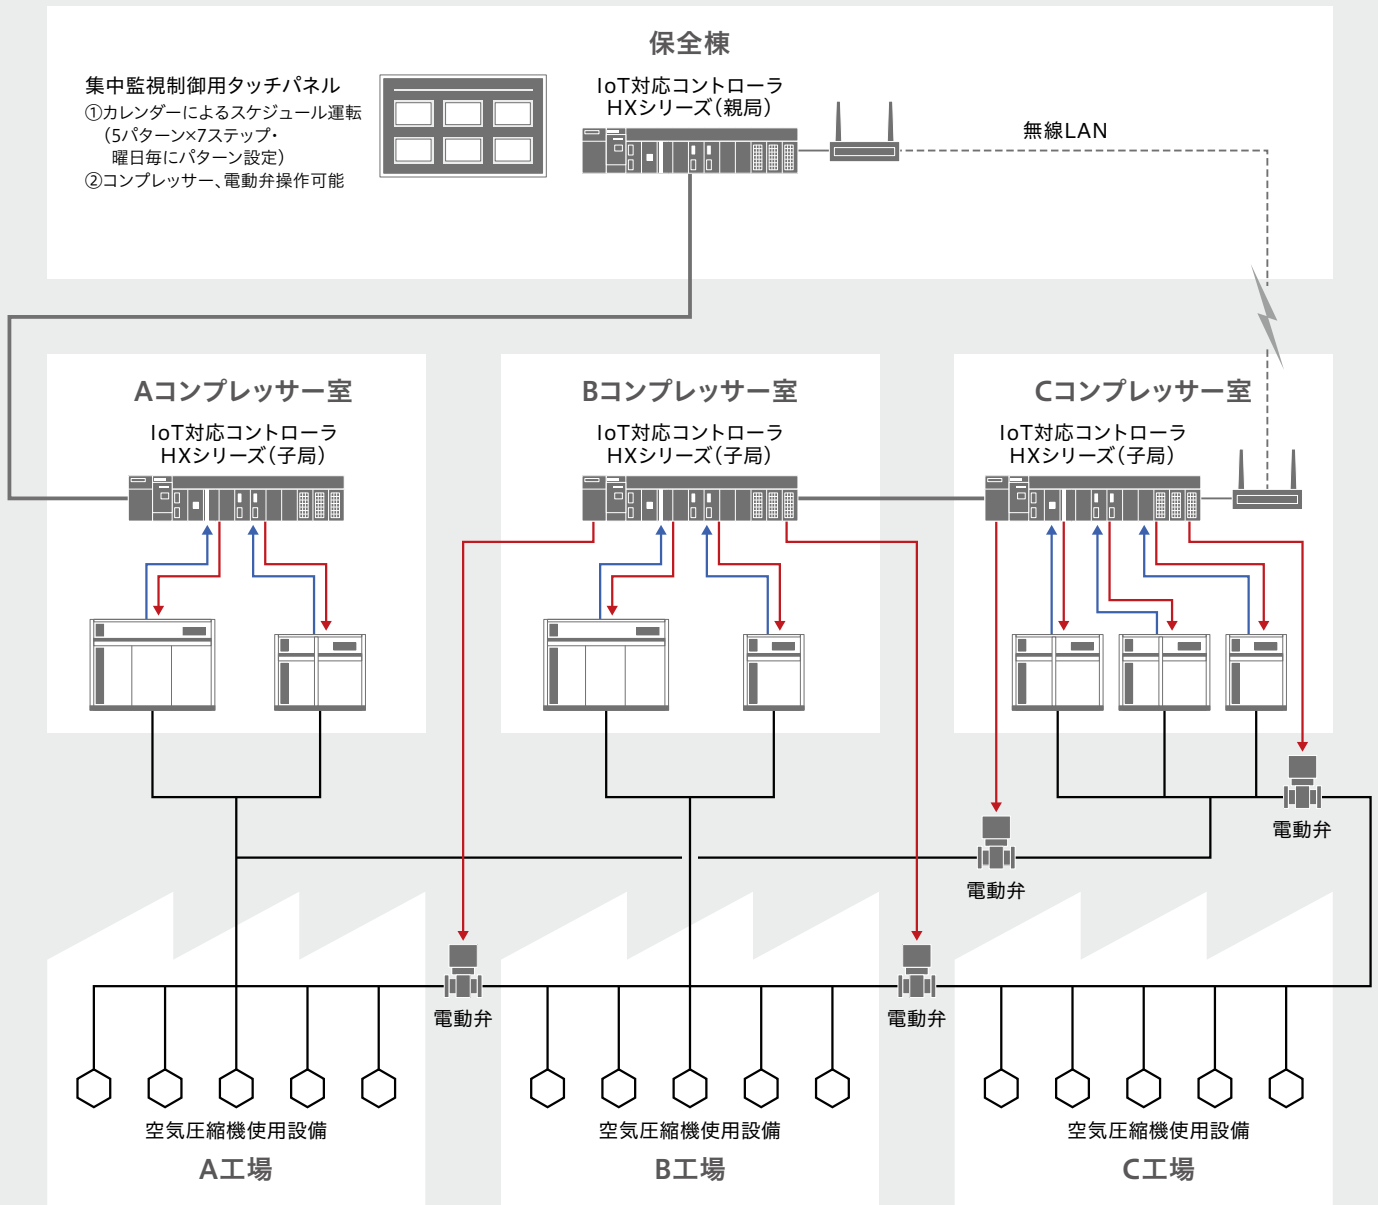 保全棟
集中監視制御用タッチパネル
①カレンダーによるスケジュール運転
（5パターン×7ステップ・
曜日毎にパターン設定）
②コンプレッサー、電動弁操作可能
IoT対応コントローラ
HXシリーズ（親局）
無線LAN
Aコンプレッサー室
IoT対応コントローラ
HXシリーズ（子局）
Bコンプレッサー室
IoT対応コントローラ
HXシリーズ（子局）
Cコンプレッサー室
IoT対応コントローラ
HXシリーズ（子局）
電動弁
電動弁
電動弁
電動弁
空気圧縮機使用設備
A工場
空気圧縮機使用設備
B工場
空気圧縮機使用設備
C工場